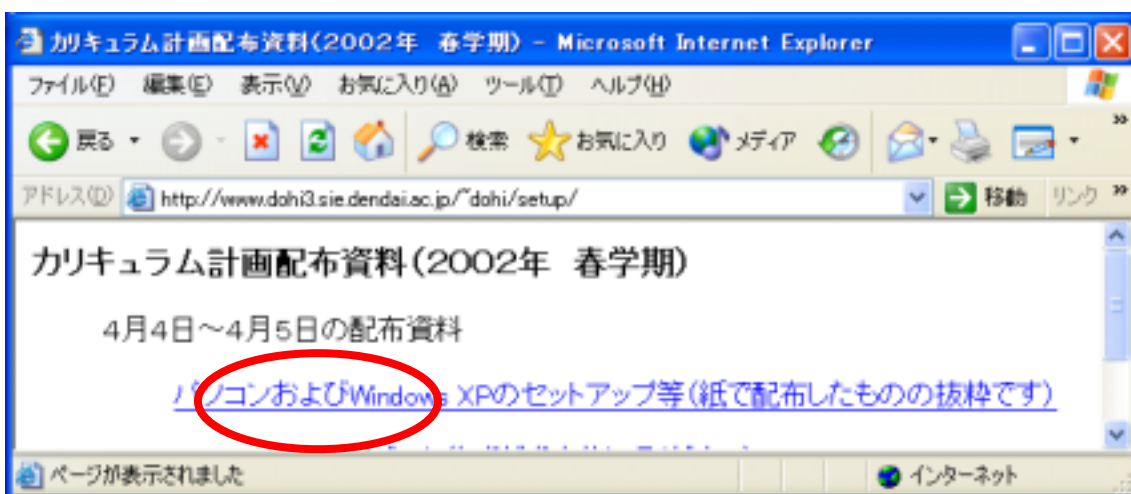 カリキュラム計画配布資料(2002年 春学期) - Microsoft Internet Explorer
ファイル(F) 編集(E) 表示(V) お気に入り(A) ツール(T) ヘルプ(H)
戻る 検索 お気に入り メディア »
アドレス(D) http://www.dohi3.sie.dendai.ac.jp/~dohi/setup/ 移動 リンク »
カリキュラム計画配布資料(2002年 春学期)
4月4日～4月5日の配布資料
パソコンおよびWindows XPのセットアップ等(紙で配布したものの抜粋です)
ページが表示されました インターネット